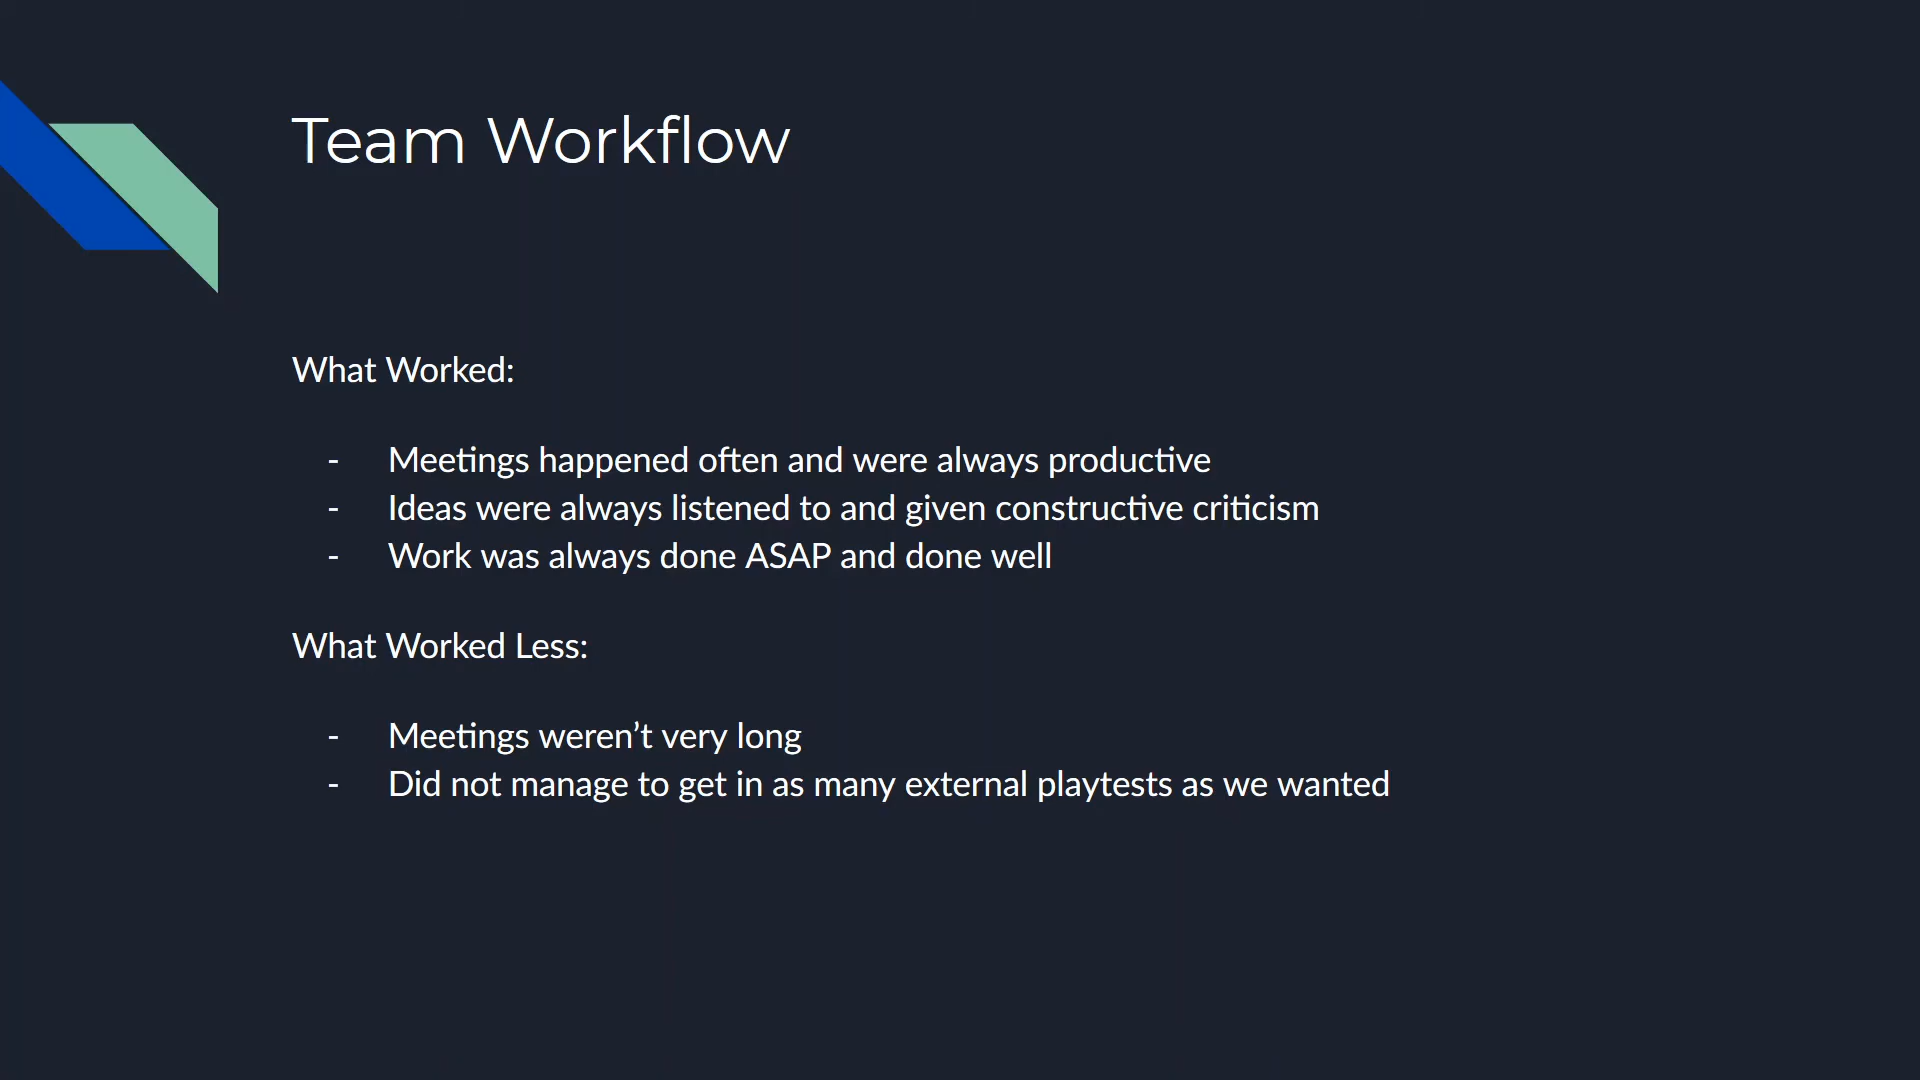 Team Workflow
What Worked:
- Meetings happened often and were always productive
- Ideas were always listened to and given constructive criticism
- Work was always done ASAP and done well
What Worked Less:
- Meetings weren’t very long
- Did not manage to get in as many external playtests as we wanted